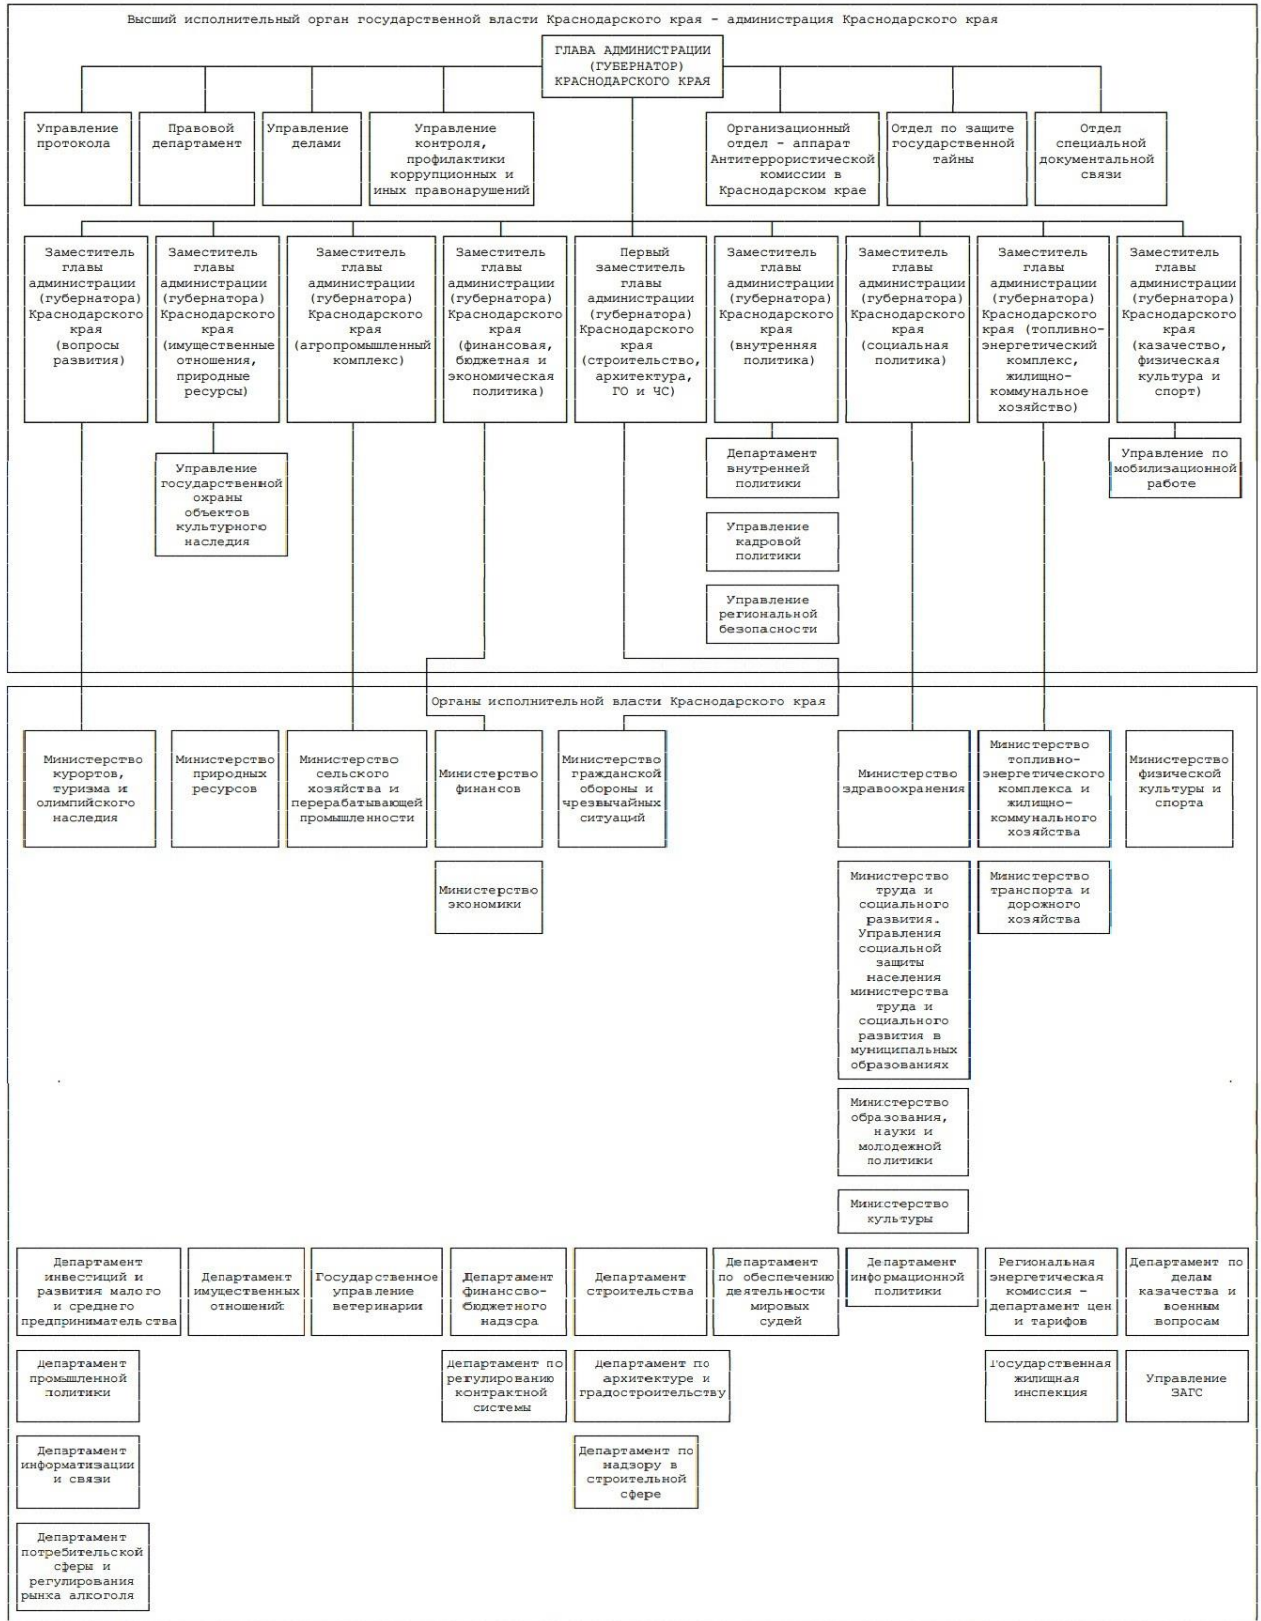 Высший исполнительный орган государственной власти Краснодарского края - администрация Краснодарского края
ГЛАВА АДМИНИСТРАЦИИ
(ГУБЕРНАТОР)
КРАСНОДАРСКОГО КРАЯ
Управление
протокола
Правовой
департамент
Управление
делами
Управление
контроля,
профилактики
коррупционных и
иных правонарушений
Организационный
отдел - аппарат
Антитеррористической
комиссии в
Краснодарском крае
Отдел по защите
государственной
тайны
Отдел
специальной
документальной
связи
Заместитель
главы
администрации
(губернатора)
Краснодарского
края
(вопросы
развития)
Заместитель
главы
администрации
(губернатора)
Краснодарского
края
(имущественные
отношения,
природные
ресурсы)
Заместитель
главы
администрации
(губернатора)
Краснодарского
края
(агропромышленный
комплекс)
Заместитель
главы
администрации
(губернатора)
Краснодарского
края
(финансовая,
бюджетная и
экономическая
политика)
Первый
заместитель
главы
администрации
(губернатора)
Краснодарского
края
(строительство,
архитектура,
ГО и ЧС)
Заместитель
главы
администрации
(губернатора)
Краснодарского
края
(внутренняя
политика)
Заместитель
главы
администрации
(губернатора)
Краснодарского
края
(социальная
политика)
Заместитель
главы
администрации
(губернатора)
Краснодарского
края (топливно-
энергетический
комплекс,
жилищно-
коммунальное
хозяйство)
Заместитель
главы
администрации
(губернатора)
Краснодарского
края
(казачество,
физическая
культура и
спорт)
Управление
государственной
охраны
объектов
культурного
наследия
Департамент
внутренней
политики
Управление
кадровой
политики
Управление
региональной
безопасности
Управление по
мобилизационной
работе
Органы исполнительной власти Краснодарского края
Министерство
курортов,
туризма и
олимпийского
наследия
Министерство
природных
ресурсов
Министерство
сельского
хозяйства и
перерабатывающей
промышленности
Министерство
финансов
Министерство
гражданской
обороны и
чрезвычайных
ситуаций
Министерство
здравоохранения
Министерство
топливно-
энергетического
комплекса и
жилищно-
коммунального
хозяйства
Министерство
физической
культуры и
спорта
Министерство
экономики
Министерство
труда и
социального
развития.
Управления
социальной
защиты
населения
министерства
труда и
социального
развития в
муниципальных
образованиях
Министерство
транспорта и
дорожного
хозяйства
Министерство
образования,
науки и
молодежной
политики
Министерство
культуры
Департамент
инвестиций и
развития малого
и среднего
предпринимательства
Департамент
имущественных
отношений
Государственное
управление
ветеринарии
Департамент
финансово-
бюджетного
надзора
Департамент
строительства
Департамент
по обеспечению
деятельности
мировых
судей
Департамент
информационной
политики
Региональная
энергетическая
комиссия -
департамент цен
и тарифов
Департамент по
делам
казачества и
военным
вопросам
Департамент
промышленной
политики
Департамент по
регулированию
контрактной
системы
Департамент по
архитектуре и
градостроительству
Государственная
жилищная
инспекция
Управление
ЗАГС
Департамент
информатизации
и связи
Департамент по
надзору в
строительной
сфере
Департамент
потребительской
сферы и
регулирования
рынка алкоголя